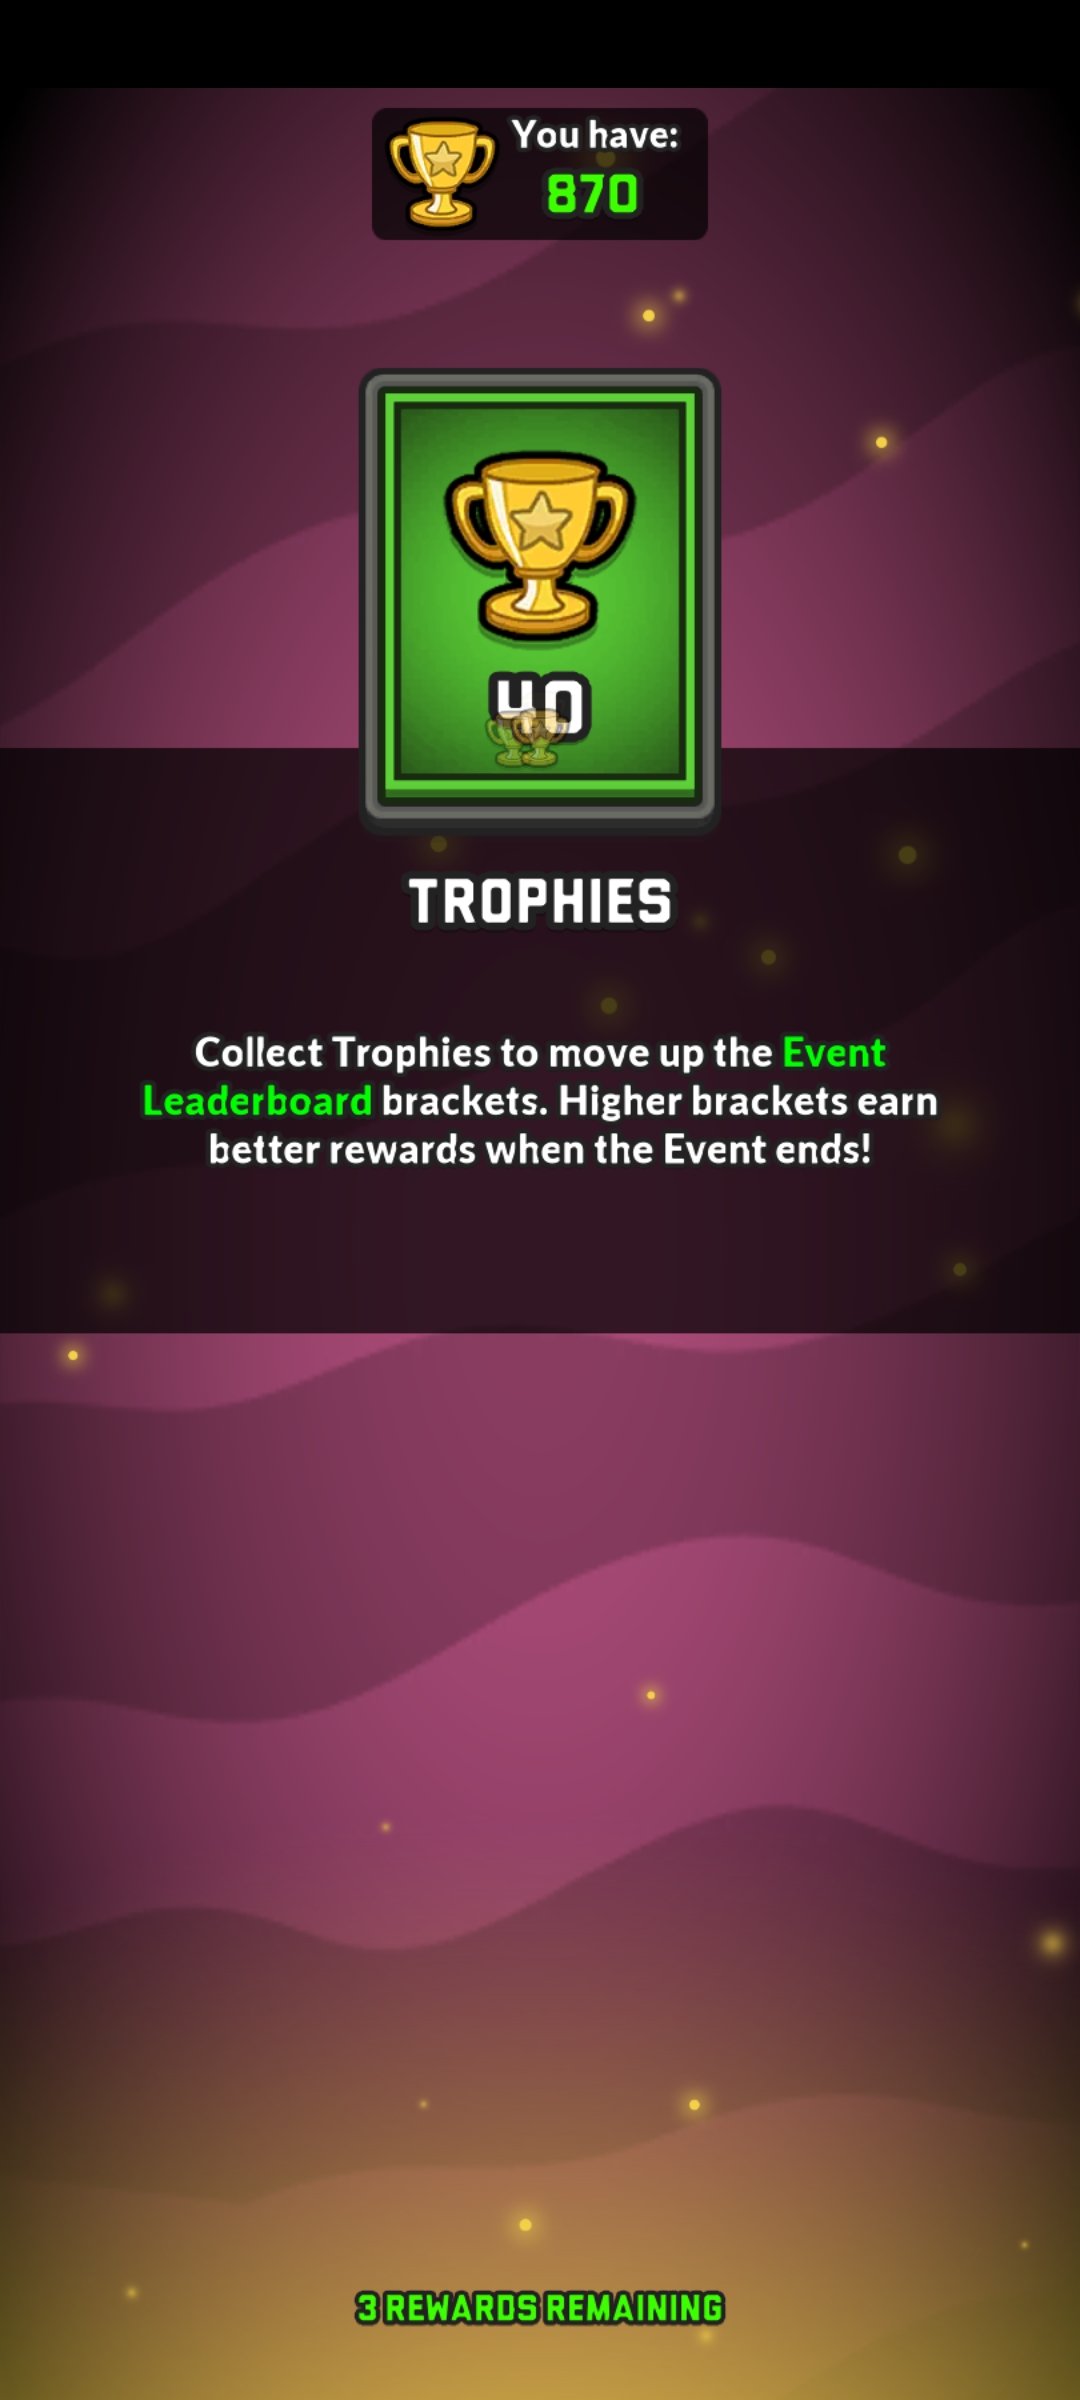 You have:
870
40
TROPHIES
Collect Trophies to move up the Event
Leaderboard brackets. Higher brackets earn
better rewards when the Event ends!
3 REWARDS REMAINING